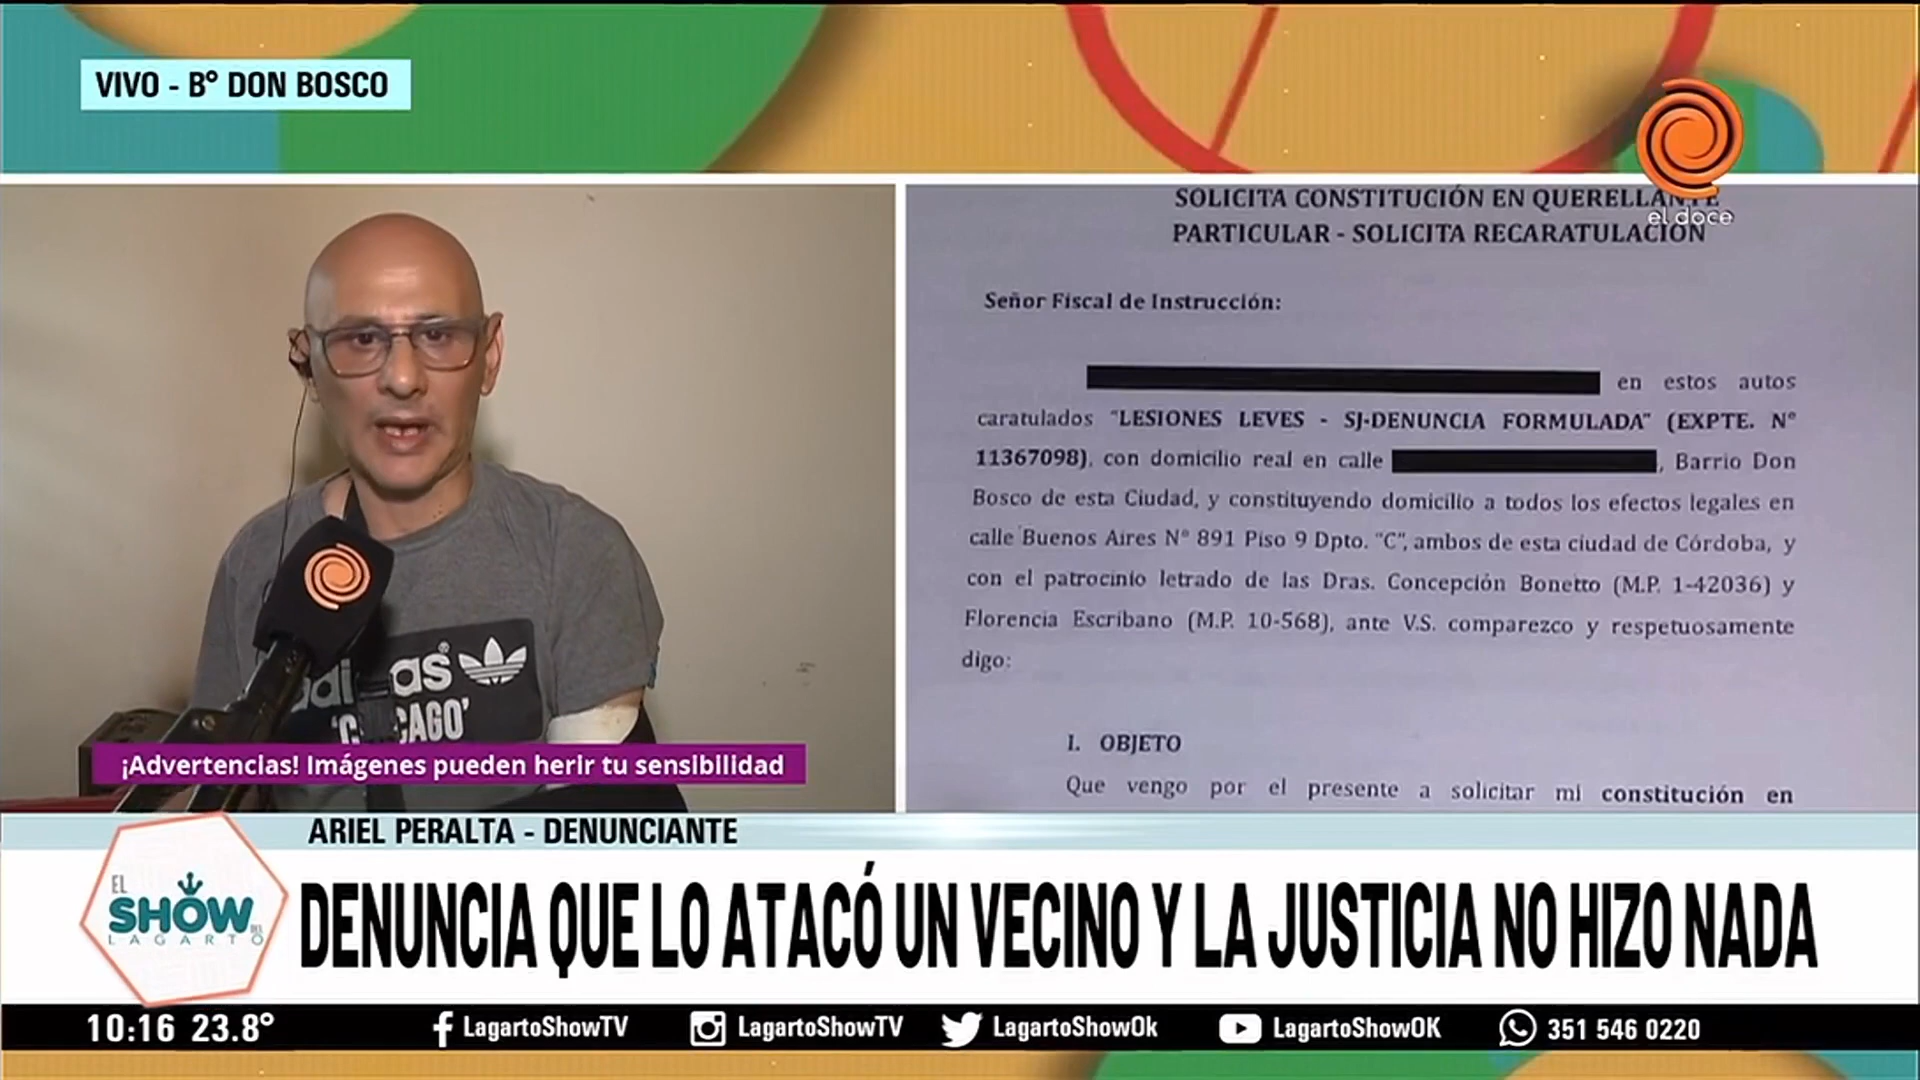 VIVO - Bº DON BOSCO
el doce
SOLICITA CONSTITUCIÓN EN QUERELLANTE
PARTICULAR - SOLICITA RECARATULACIÓN
Señor Fiscal de Instrucción:
en estos autos
caratulados "LESIONES LEVES - SJ-DENUNCIA FORMULADA" (EXPTE. Nº
11367098), con domicilio real en calle , Barrio Don
Bosco de esta Ciudad, y constituyendo domicilio a todos los efectos legales en
calle Buenos Aires Nº 891 Piso 9 Dpto. "C", ambos de esta ciudad de Córdoba, y
con el patrocinio letrado de las Dras. Concepción Bonetto (M.P. 1-42036) y
Florencia Escribano (M.P. 10-568), ante V.S. comparezco y respetuosamente
digo:
I. OBJETO
Que vengo por el presente a solicitar mi constitución en
adidas
'CHICAGO'
¡Advertencias! Imágenes pueden herir tu sensibilidad
ARIEL PERALTA - DENUNCIANTE
EL
SHOW
DEL
LAGARTO
DENUNCIA QUE LO ATACÓ UN VECINO Y LA JUSTICIA NO HIZO NADA
10:16 23.8° LagartoShowTV LagartoShowTV LagartoShowOk LagartoShowOK 351 546 0220